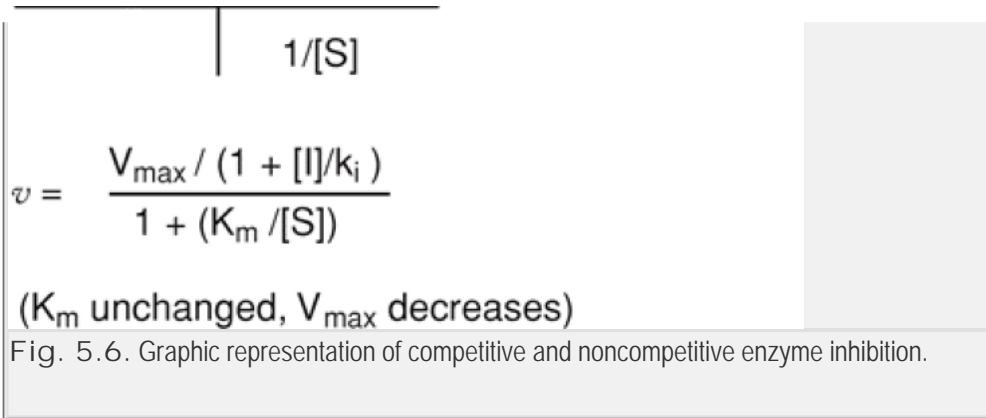 1/[S]
V_max / (1 + [I]/k_i )
v = 
1 + (K_m /[S])
(K_m unchanged, V_max decreases)
Fig. 5.6. Graphic representation of competitive and noncompetitive enzyme inhibition.